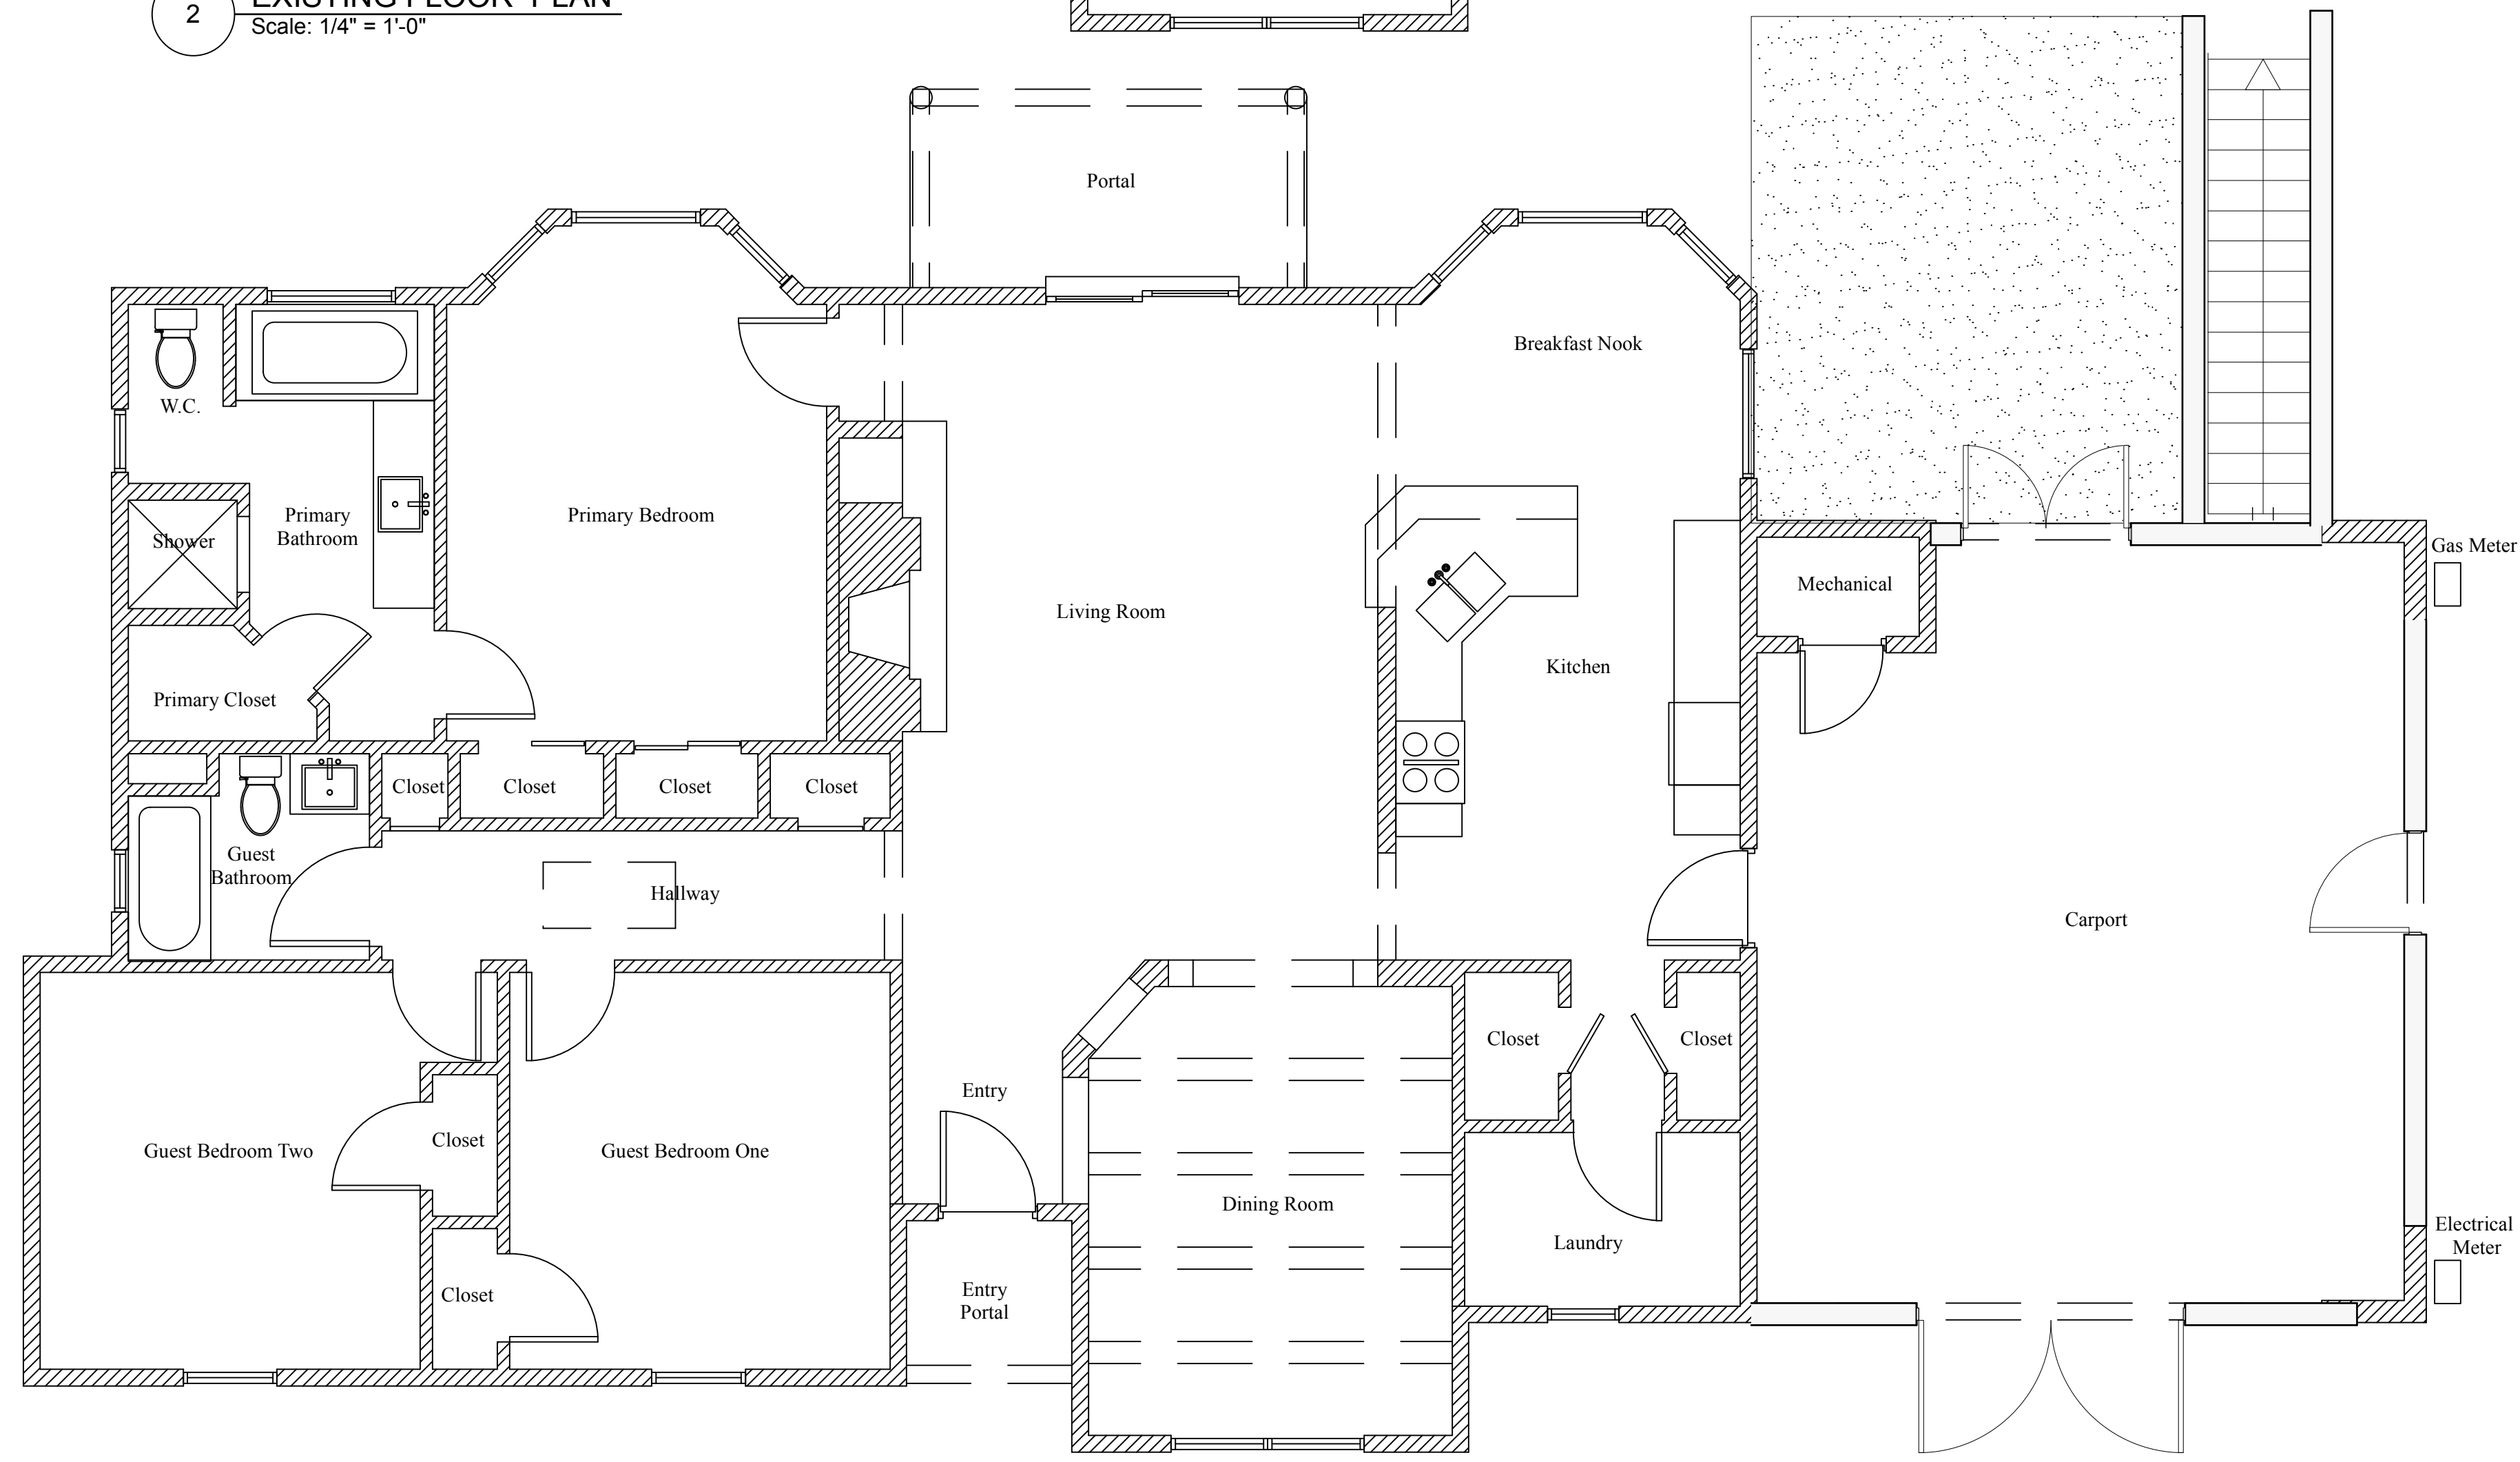 2
EXISTING FLOOR PLAN
Scale: 1/4" = 1'-0"
Portal
Breakfast Nook
W.C.
Primary
Bathroom
Primary Bedroom
Shower
Gas Meter
Mechanical
Living Room
Kitchen
Primary Closet
Closet
Closet
Closet
Closet
Guest
Bathroom
Hallway
Carport
Closet
Closet
Entry
Closet
Guest Bedroom Two
Guest Bedroom One
Dining Room
Electrical
Meter
Laundry
Closet
Entry
Portal